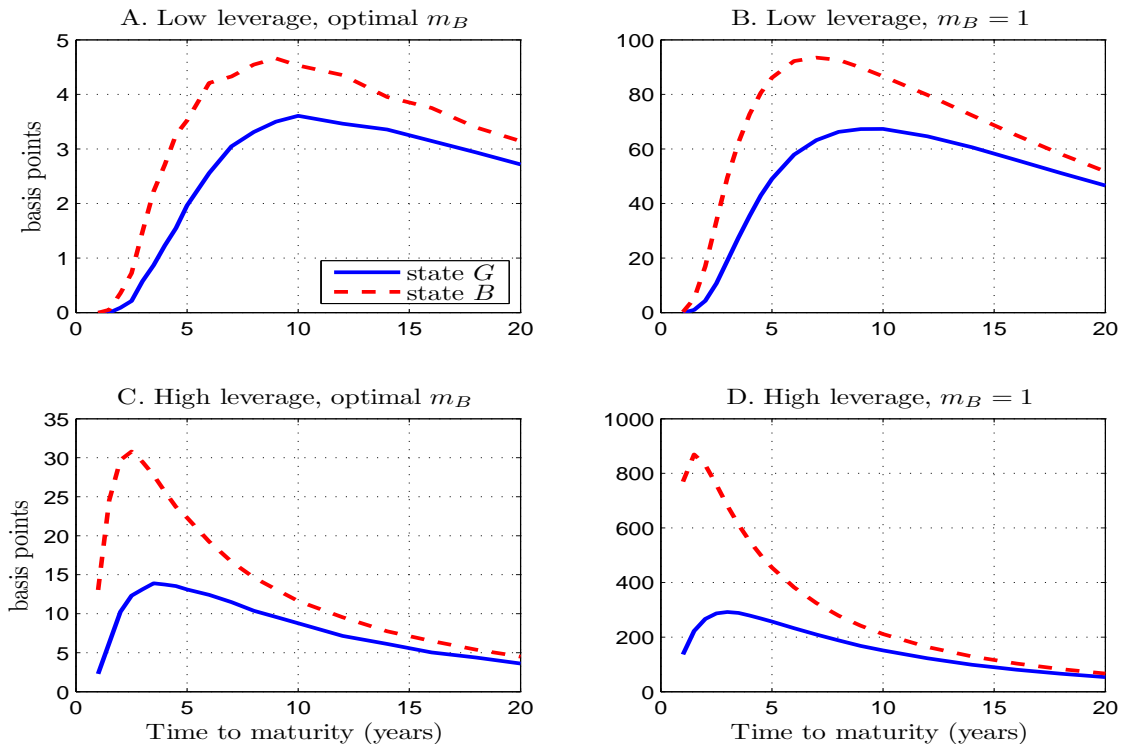 A. Low leverage, optimal m_B
B. Low leverage, m_B = 1
5
4
3
2
1
0
basis points
0 5 10 15 20
state G
state B
100
80
60
40
20
0
0 5 10 15 20
C. High leverage, optimal m_B
D. High leverage, m_B = 1
35
30
25
20
15
10
5
0
basis points
0 5 10 15 20
Time to maturity (years)
1000
800
600
400
200
0
0 5 10 15 20
Time to maturity (years)